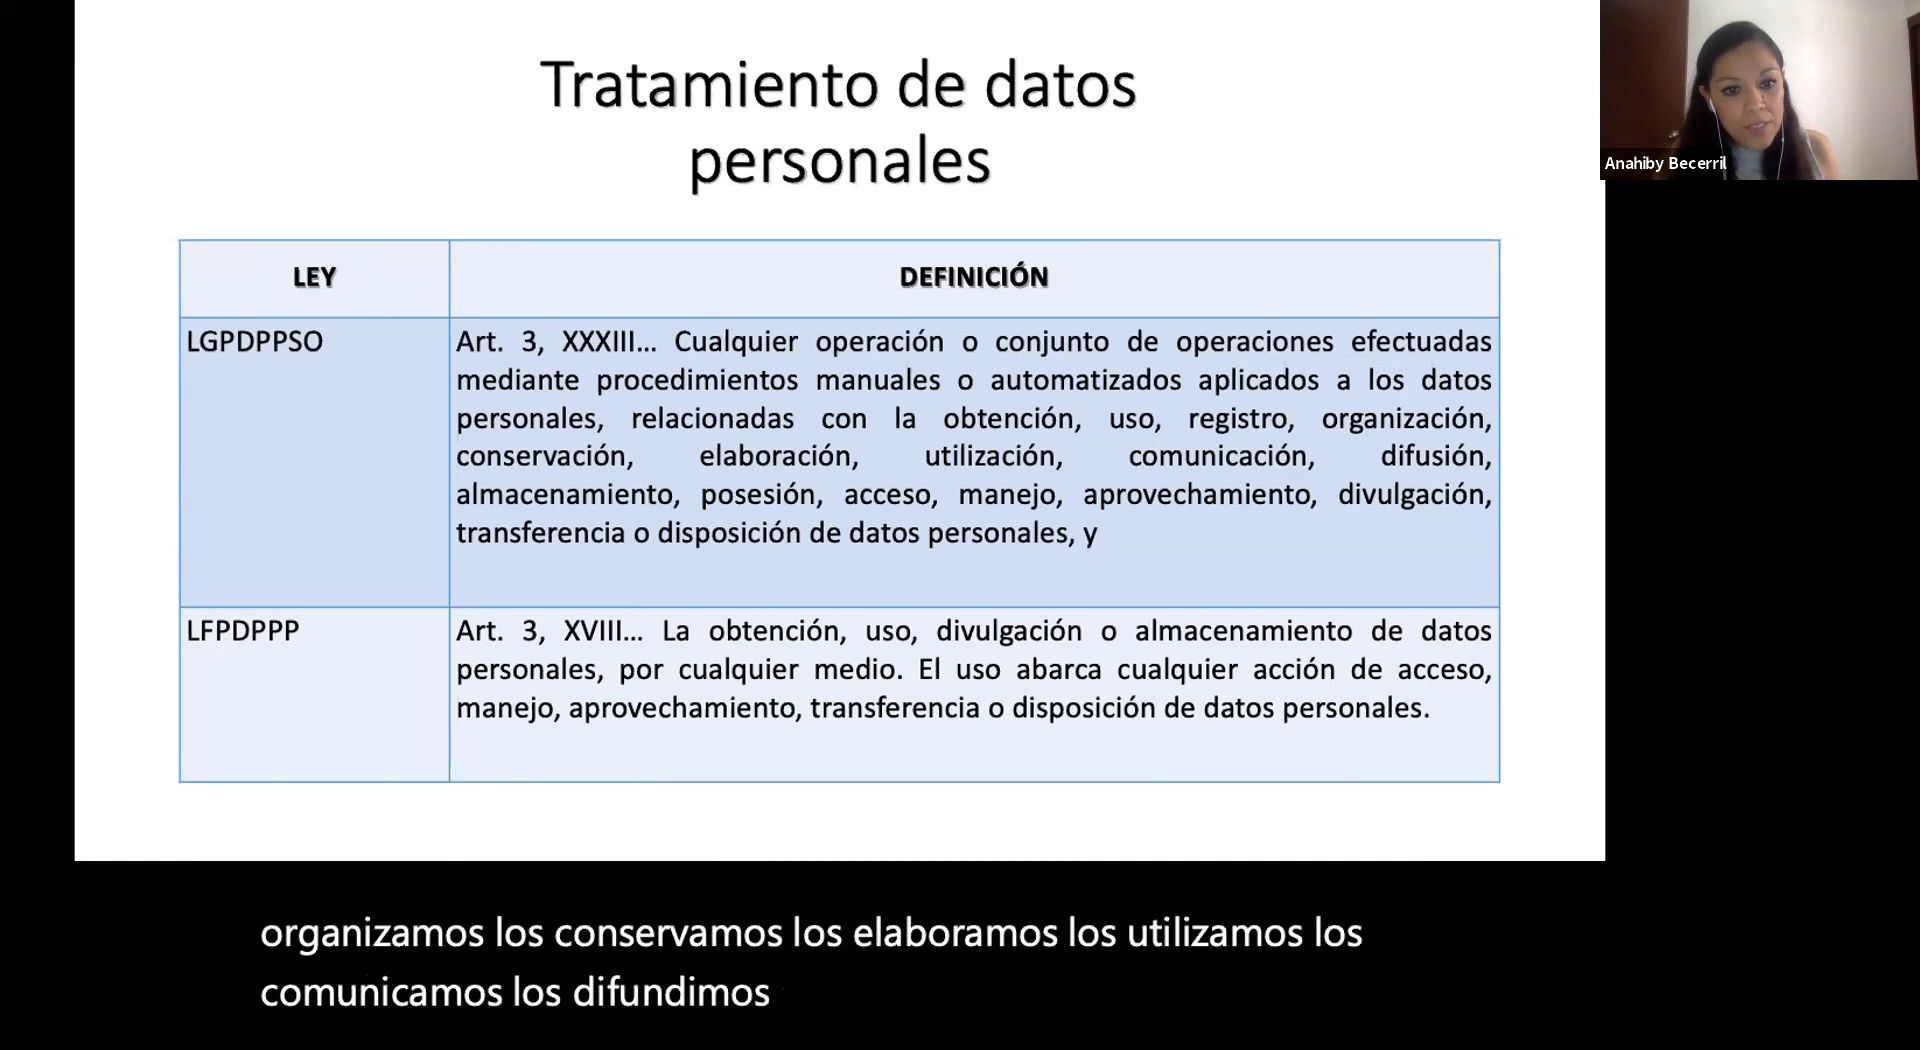 Tratamiento de datos
personales
LEY
DEFINICIÓN
LGPDPPSO
Art. 3, XXXIII... Cualquier operación o conjunto de operaciones efectuadas
mediante procedimientos manuales o automatizados aplicados a los datos
personales, relacionadas con la obtención, uso, registro, organización,
conservación, elaboración, utilización, comunicación, difusión,
almacenamiento, posesión, acceso, manejo, aprovechamiento, divulgación,
transferencia o disposición de datos personales, y
LFPDPPP
Art. 3, XVIII... La obtención, uso, divulgación o almacenamiento de datos
personales, por cualquier medio. El uso abarca cualquier acción de acceso,
manejo, aprovechamiento, transferencia o disposición de datos personales.
Anahiby Becerril
organizamos los conservamos los elaboramos los utilizamos los
comunicamos los difundimos